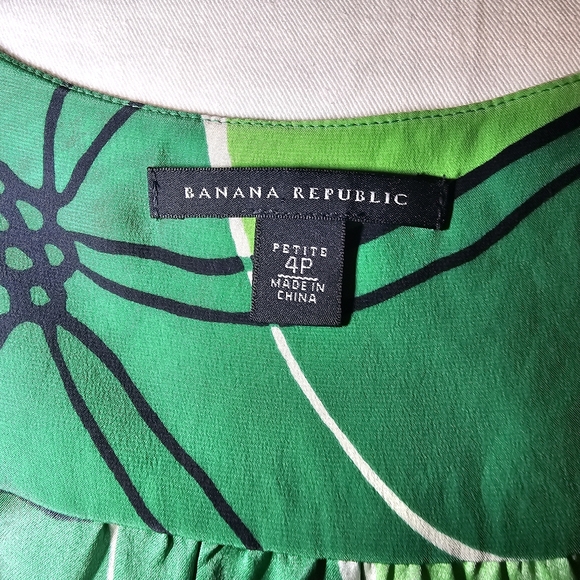 BANANA REPUBLIC
PETITE
4P
MADE IN
CHINA